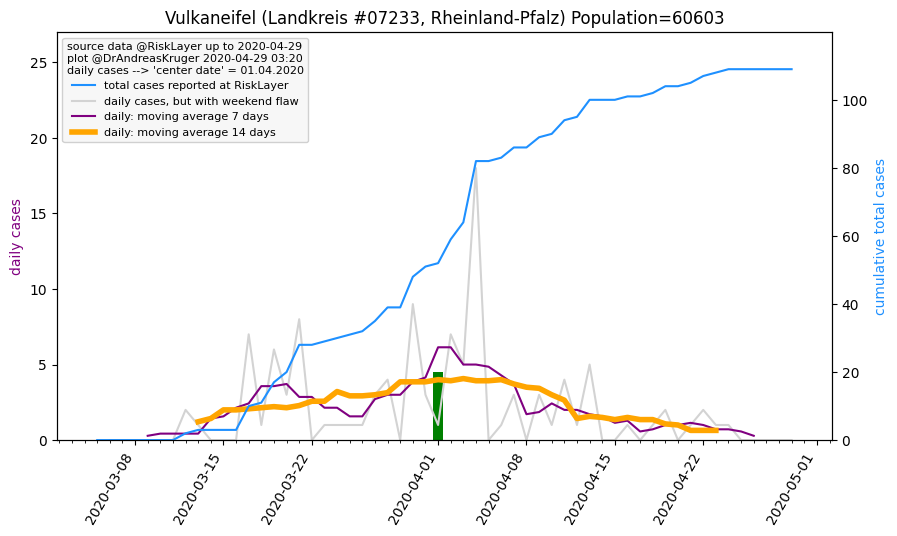 Vulkaneifel (Landkreis #07233, Rheinland-Pfalz) Population=60603
source data @RiskLayer up to 2020-04-29
plot @DrAndreasKruger 2020-04-29 03:20
daily cases --> 'center date' = 01.04.2020
total cases reported at RiskLayer
daily cases, but with weekend flaw
daily: moving average 7 days
daily: moving average 14 days
daily cases
25
20
15
10
5
0
cumulative total cases
100
80
60
40
20
0
2020-03-08
2020-03-15
2020-03-22
2020-04-01
2020-04-08
2020-04-15
2020-04-22
2020-05-01